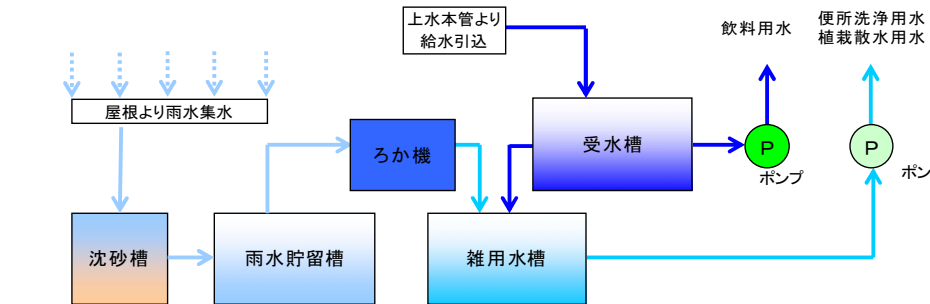 上水本管より
給水引込
飲料用水
便所洗浄用水
植栽散水用水
屋根より雨水集水
ろか機
受水槽
P
ポンプ
P
ポン
沈砂槽
雨水貯留槽
雑用水槽